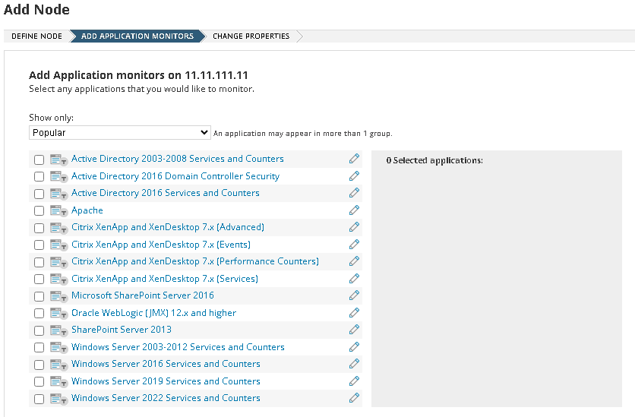 Add Node
DEFINE NODE ADD APPLICATION MONITORS CHANGE PROPERTIES
Add Application monitors on 11.11.111.11
Select any applications that you would like to monitor.
Show only:
Popular An application may appear in more than 1 group.
0 Selected applications:
Active Directory 2003-2008 Services and Counters
Active Directory 2016 Domain Controller Security
Active Directory 2016 Services and Counters
Apache
Citrix XenApp and XenDesktop 7.x (Advanced)
Citrix XenApp and XenDesktop 7.x (Events)
Citrix XenApp and XenDesktop 7.x (Performance Counters)
Citrix XenApp and XenDesktop 7.x (Services)
Microsoft SharePoint Server 2016
Oracle WebLogic (JMX) 12.x and higher
SharePoint Server 2013
Windows Server 2003-2012 Services and Counters
Windows Server 2016 Services and Counters
Windows Server 2019 Services and Counters
Windows Server 2022 Services and Counters